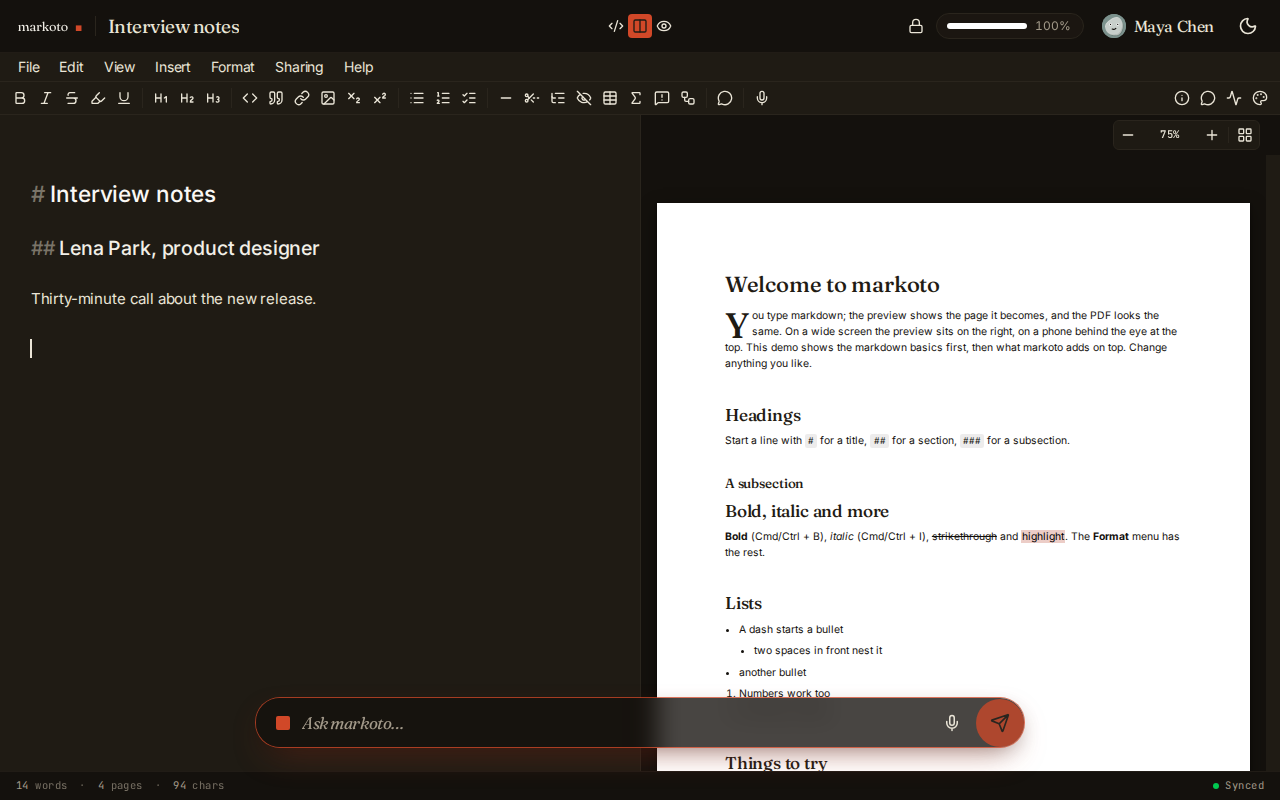 markoto
Interview notes
100%
Maya Chen
File Edit View Insert Format Sharing Help
H1 H2 H3
75%
# Interview notes
## Lena Park, product designer
Thirty-minute call about the new release.
Welcome to markoto
You type markdown; the preview shows the page it becomes, and the PDF looks the
same. On a wide screen the preview sits on the right, on a phone behind the eye at the
top. This demo shows the markdown basics first, then what markoto adds on top. Change
anything you like.
Headings
Start a line with # for a title, ## for a section, ### for a subsection.
A subsection
Bold, italic and more
Bold (Cmd/Ctrl + B), italic (Cmd/Ctrl + I), strikethrough and highlight. The Format menu has
the rest.
Lists
• A dash starts a bullet
• two spaces in front nest it
• another bullet
1. Numbers work too
Ask markoto...
Things to try
14 words · 4 pages · 94 chars
Synced